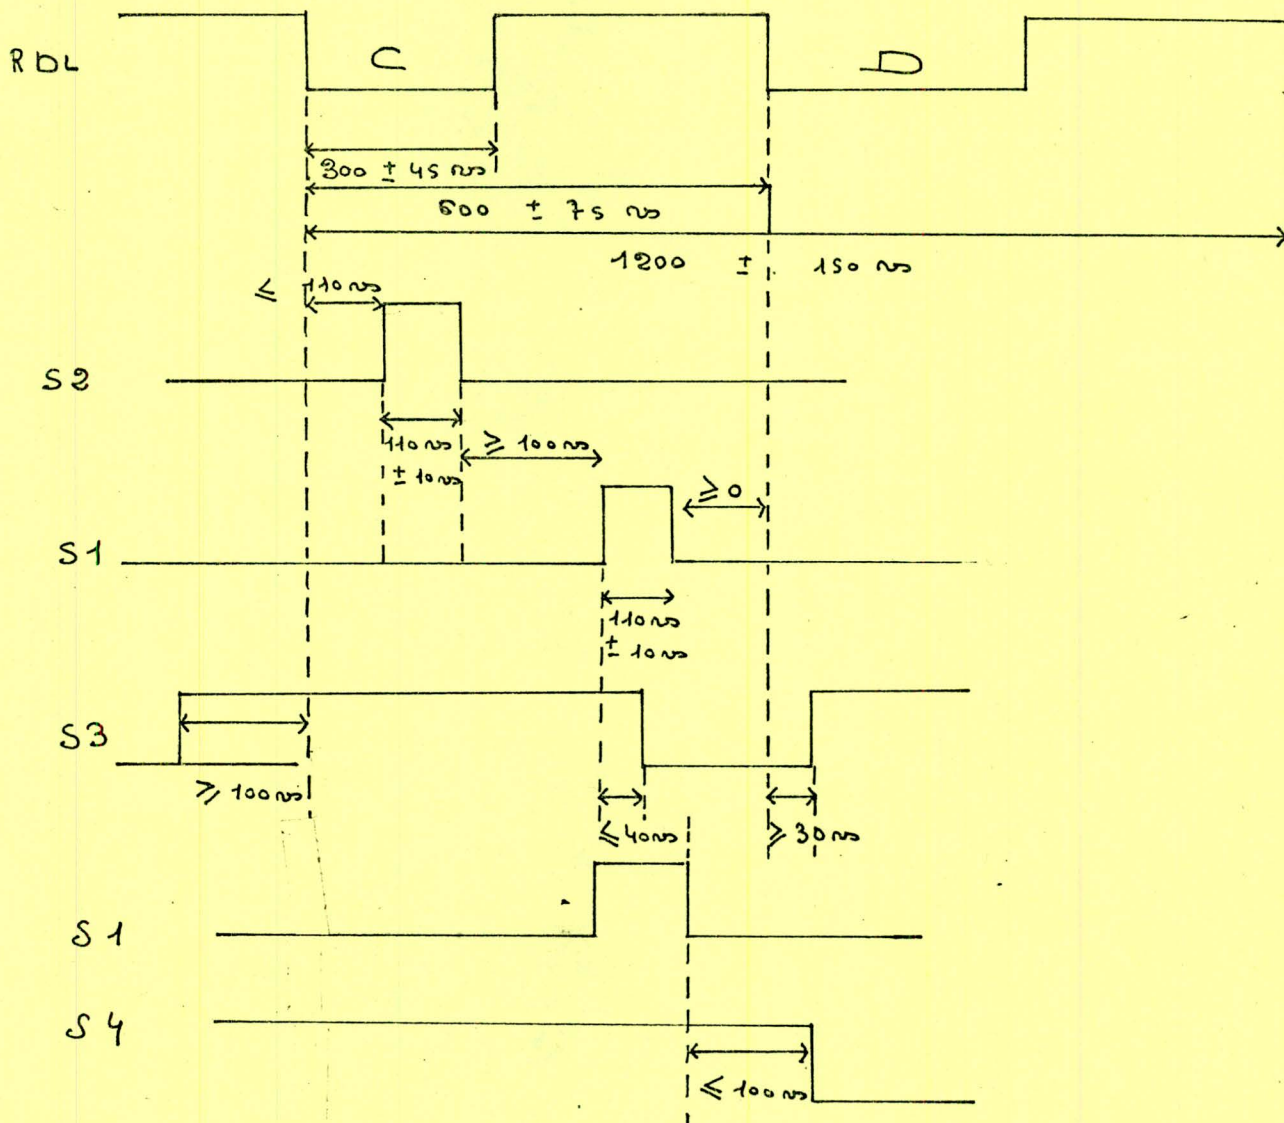 RDL
C
D
300 ± 45 ns
600 ± 75 ns
1200 ± 150 ns
≤ 110 ns
S2
110 ns
± 10 ns
≥ 100 ns
≥ 0
S1
110 ns
± 10 ns
S3
≥ 100 ns
≤ 40 ns
≥ 30 ns
S1
S4
≤ 100 ns